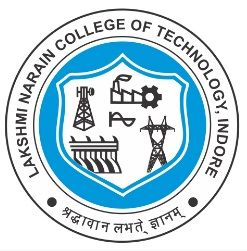 LAKSHMI NARAIN COLLEGE OF TECHNOLOGY, INDORE
श्रद्धावान लभते ज्ञानम्